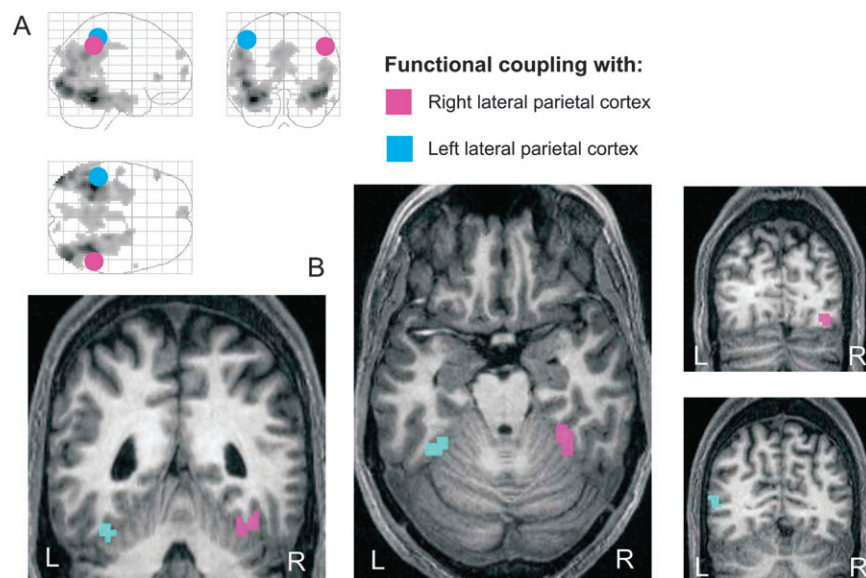 A
Functional coupling with:
Right lateral parietal cortex
Left lateral parietal cortex
B
L
R
L
R
L
R
L
R